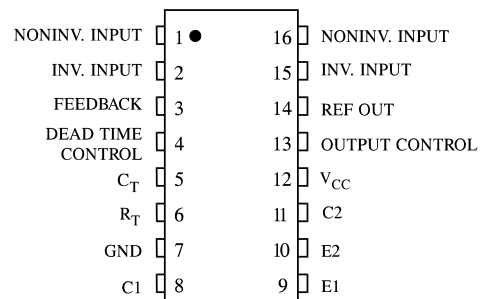 NONINV. INPUT 1 16 NONINV. INPUT
INV. INPUT 2 15 INV. INPUT
FEEDBACK 3 14 REF OUT
DEAD TIME
CONTROL 4 13 OUTPUT CONTROL
CT 5 12 VCC
RT 6 11 C2
GND 7 10 E2
C1 8 9 E1